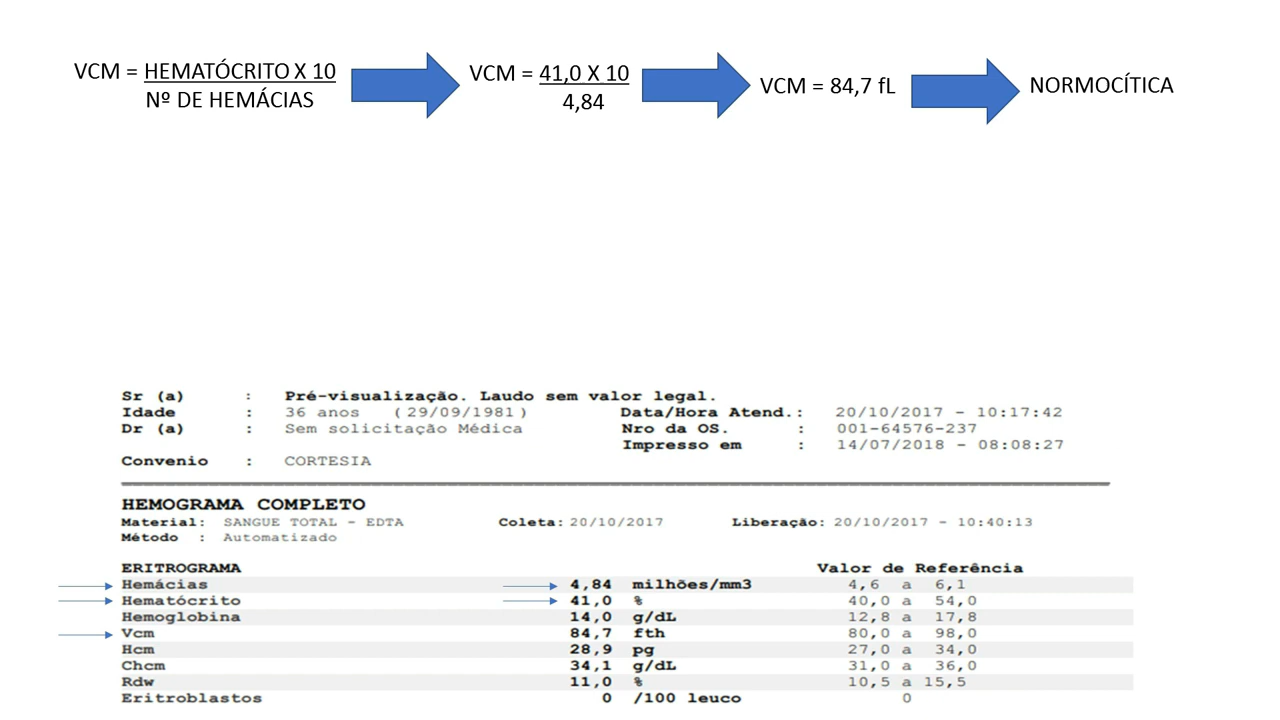 VCM = HEMATÓCRITO X 10
Nº DE HEMÁCIAS
VCM = 41,0 X 10
4,84
VCM = 84,7 fL
NORMOCÍTICA
Sr (a) : Pré-visualização. Laudo sem valor legal.
Idade : 36 anos (29/09/1981) Data/Hora Atend.: 20/10/2017 - 10:17:42
Dr (a) : Sem solicitação Médica Nro da OS. : 001-64576-237
Impresso em : 14/07/2018 - 08:08:27
Convenio : CORTESIA
HEMOGRAMA COMPLETO
Material: SANGUE TOTAL - EDTA Coleta: 20/10/2017 Liberação: 20/10/2017 - 10:40:13
Método : Automatizado
ERITROGRAMA Valor de Referência
Hemácias 4,84 milhões/mm3 4,6 a 6,1
Hematócrito 41,0 % 40,0 a 54,0
Hemoglobina 14,0 g/dL 12,8 a 17,8
Vcm 84,7 fth 80,0 a 98,0
Hcm 28,9 pg 27,0 a 34,0
Chcm 34,1 g/dL 31,0 a 36,0
Rdw 11,0 % 10,5 a 15,5
Eritroblastos 0 /100 leuco 0